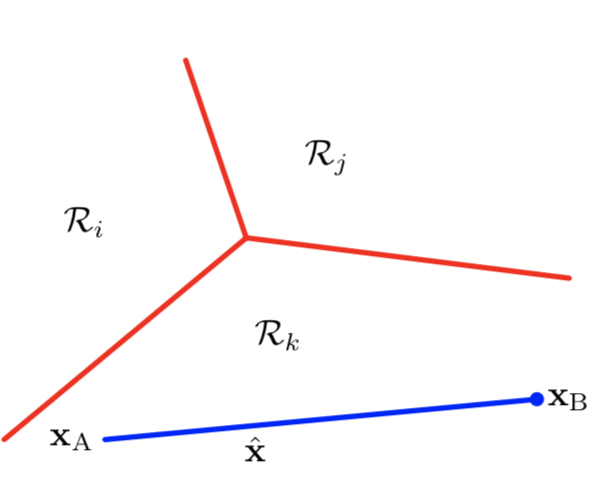 𝓡ⱼ
𝓡ᵢ
𝓡ₖ
x_B
x_A
x̂